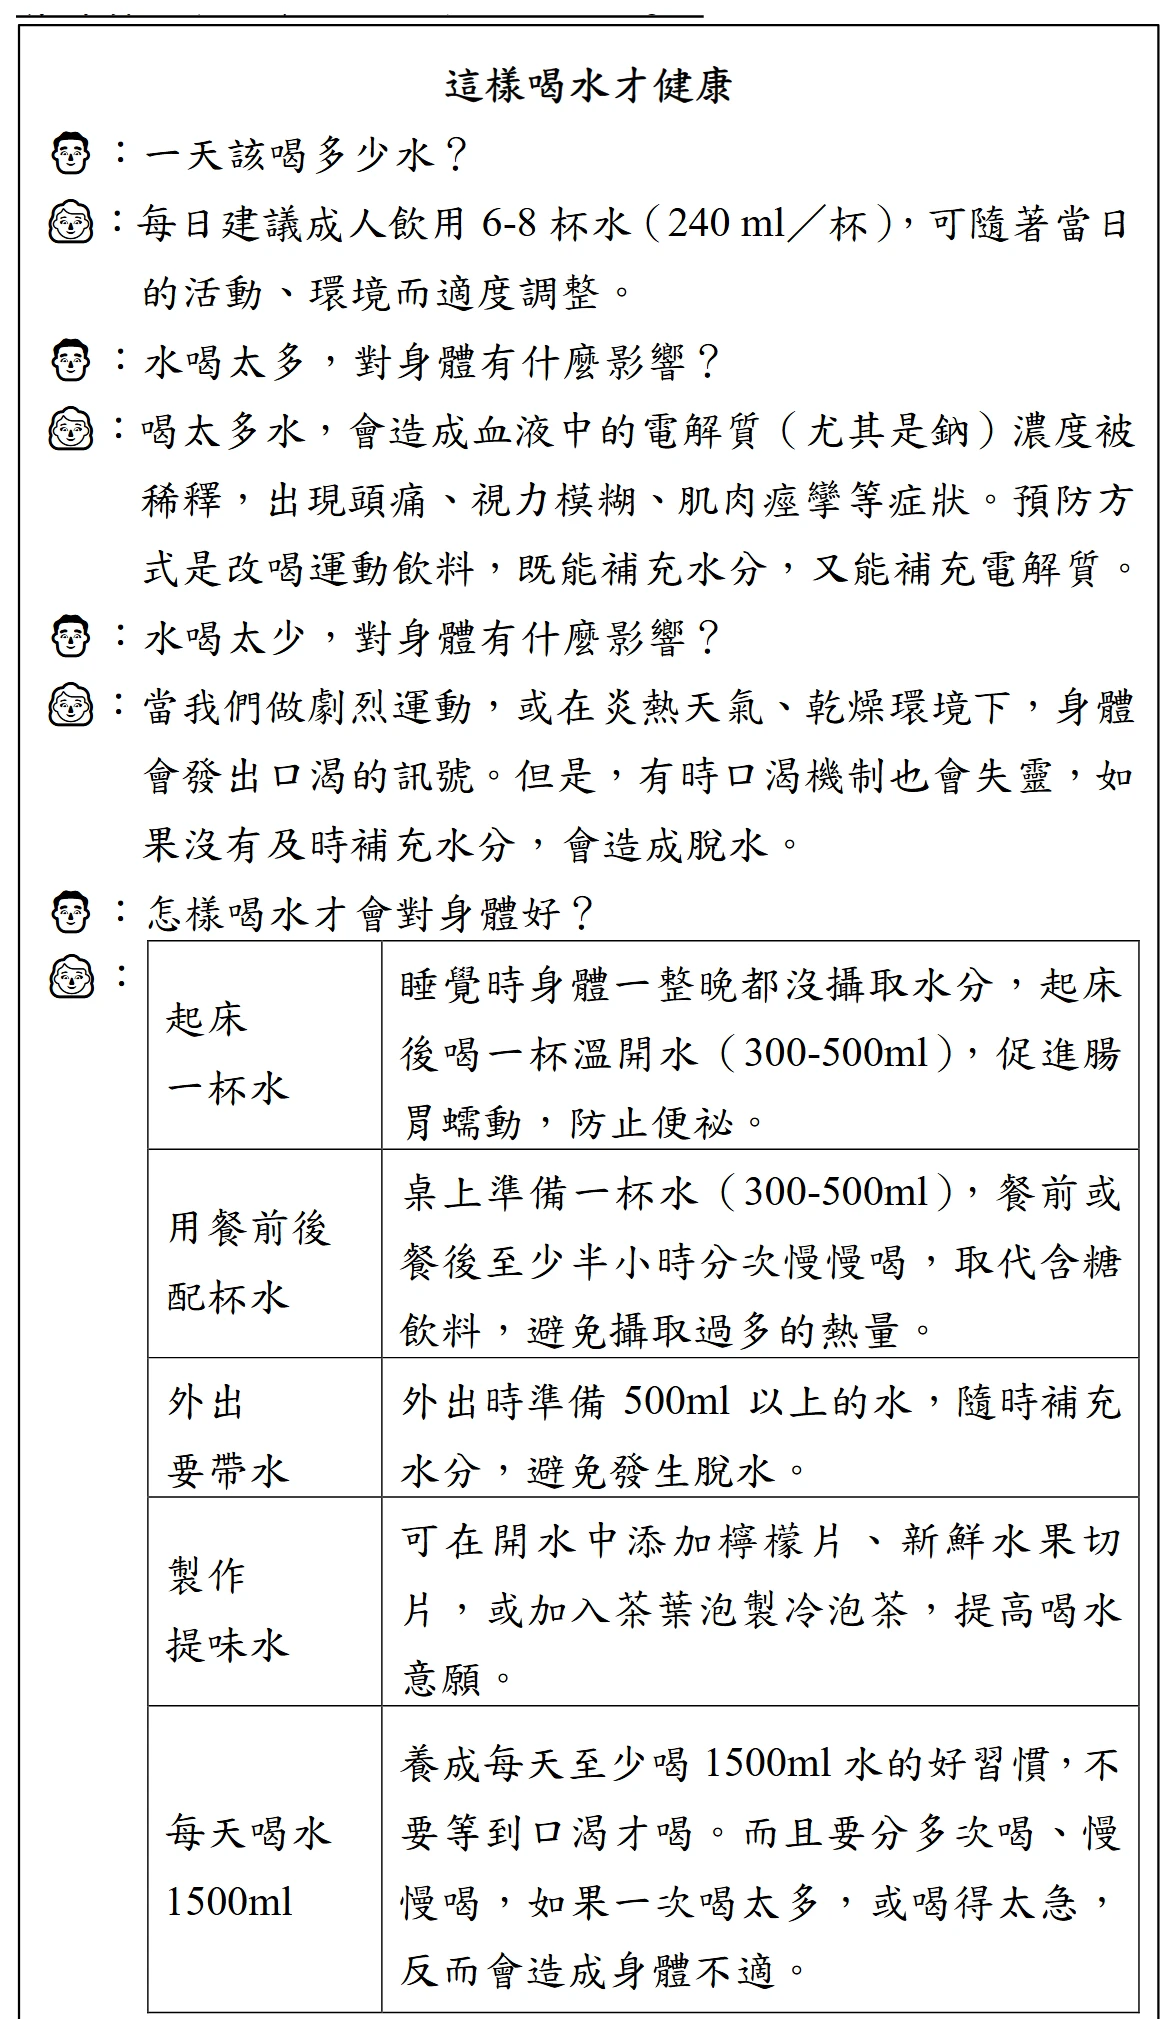 這樣喝水才健康
：一天該喝多少水？
：每日建議成人飲用 6-8 杯水（240 ml／杯），可隨著當日
的活動、環境而適度調整。
：水喝太多，對身體有什麼影響？
：喝太多水，會造成血液中的電解質（尤其是鈉）濃度被
稀釋，出現頭痛、視力模糊、肌肉痙攣等症狀。預防方
式是改喝運動飲料，既能補充水分，又能補充電解質。
：水喝太少，對身體有什麼影響？
：當我們做劇烈運動，或在炎熱天氣、乾燥環境下，身體
會發出口渴的訊號。但是，有時口渴機制也會失靈，如
果沒有及時補充水分，會造成脫水。
：怎樣喝水才會對身體好？
：
起床
一杯水
睡覺時身體一整晚都沒攝取水分，起床
後喝一杯溫開水（300-500ml），促進腸
胃蠕動，防止便祕。
用餐前後
配杯水
桌上準備一杯水（300-500ml），餐前或
餐後至少半小時分次慢慢喝，取代含糖
飲料，避免攝取過多的熱量。
外出
要帶水
外出時準備 500ml 以上的水，隨時補充
水分，避免發生脫水。
製作
提味水
可在開水中添加檸檬片、新鮮水果切
片，或加入茶葉泡製冷泡茶，提高喝水
意願。
每天喝水
1500ml
養成每天至少喝 1500ml 水的好習慣，不
要等到口渴才喝。而且要分多次喝、慢
慢喝，如果一次喝太多，或喝得太急，
反而會造成身體不適。